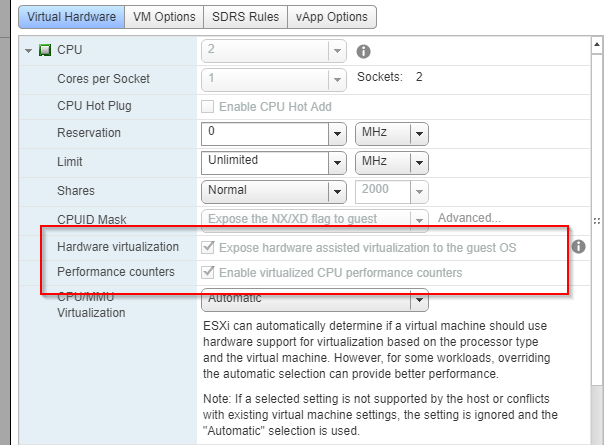 Virtual Hardware VM Options SDRS Rules vApp Options
CPU 2
Cores per Socket 1 Sockets: 2
CPU Hot Plug Enable CPU Hot Add
Reservation 0 MHz
Limit Unlimited MHz
Shares Normal 2000
CPUID Mask Expose the NX/XD flag to guest Advanced...
Hardware virtualization Expose hardware assisted virtualization to the guest OS
Performance counters Enable virtualized CPU performance counters
CPU/MMU Automatic
Virtualization
ESXi can automatically determine if a virtual machine should use
hardware support for virtualization based on the processor type
and the virtual machine. However, for some workloads, overriding
the automatic selection can provide better performance.
Note: If a selected setting is not supported by the host or conflicts
with existing virtual machine settings, the setting is ignored and the
"Automatic" selection is used.